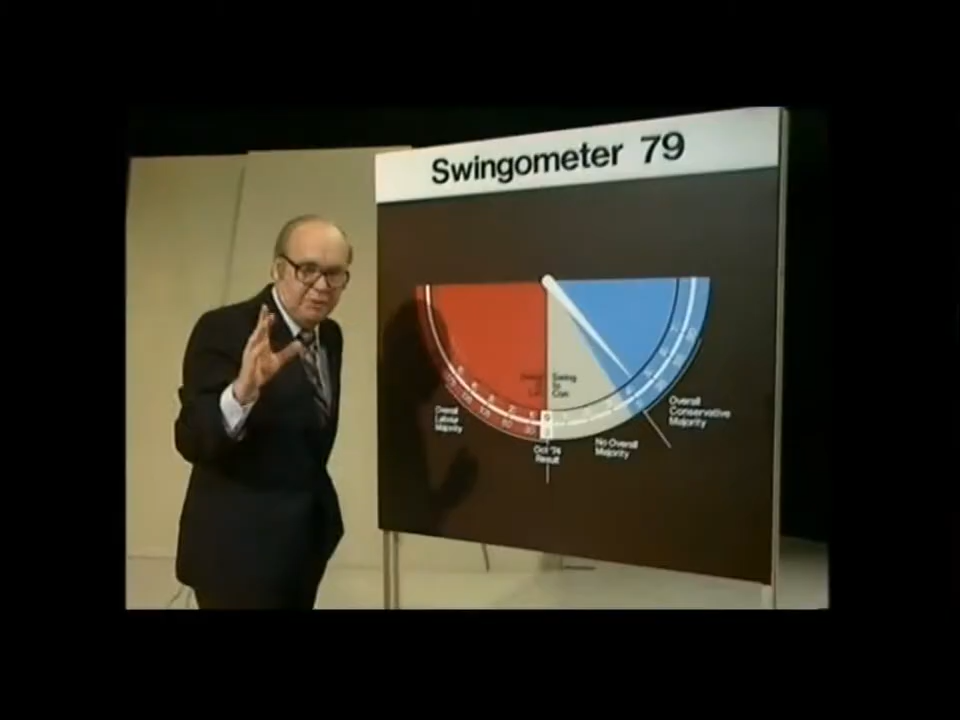 Swingometer 79
Swing
to
Con
Overall
Labour
Majority
Oct '74
Result
No Overall
Majority
Overall
Conservative
Majority